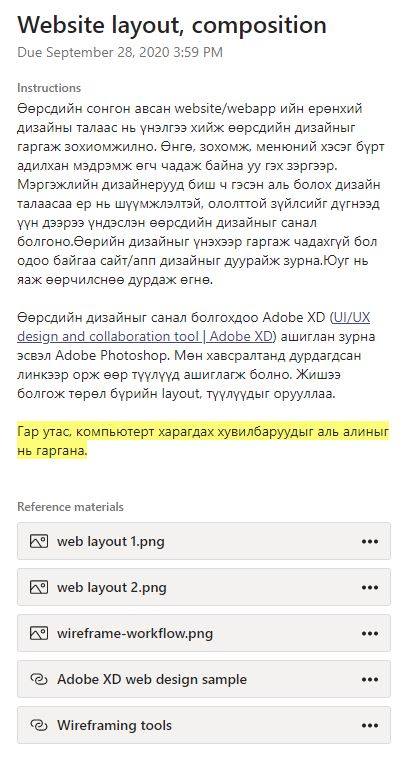 Website layout, composition
Due September 28, 2020 3:59 PM
Instructions
Өөрсдийн сонгон авсан website/webapp ийн ерөнхий
дизайны талаас нь үнэлгээ хийж өөрсдийн дизайныг
гаргаж зохиомжилно. Өнгө, зохомж, менюний хэсэг бүрт
адилхан мэдрэмж өгч чадаж байна уу гэх зэргээр.
Мэргэжлийн дизайнерууд биш ч гэсэн аль болох дизайн
талаасаа ер нь шүүмжлэлтэй, ололттой зүйлсийг дүгнээд
үүн дээрээ үндэслэн өөрсдийн дизайныг санал
болгоно.Өөрийн дизайныг үнэхээр гаргаж чадахгүй бол
одоо байгаа сайт/апп дизайныг дуурайж зурна.Юуг нь
яаж өөрчилснөө дурдаж өгнө.
Өөрсдийн дизайныг санал болгохдоо Adobe XD (UI/UX
design and collaboration tool | Adobe XD) ашиглан зурна
эсвэл Adobe Photoshop. Мөн хавсралтанд дурдагдсан
линкээр орж өөр түүлүүд ашиглагж болно. Жишээ
болгож төрөл бүрийн layout, түүлүүдыг орууллаа.
Гар утас, компьютерт харагдах хувилбаруудыг аль алиныг
нь гаргана.
Reference materials
web layout 1.png
web layout 2.png
wireframe-workflow.png
Adobe XD web design sample
Wireframing tools